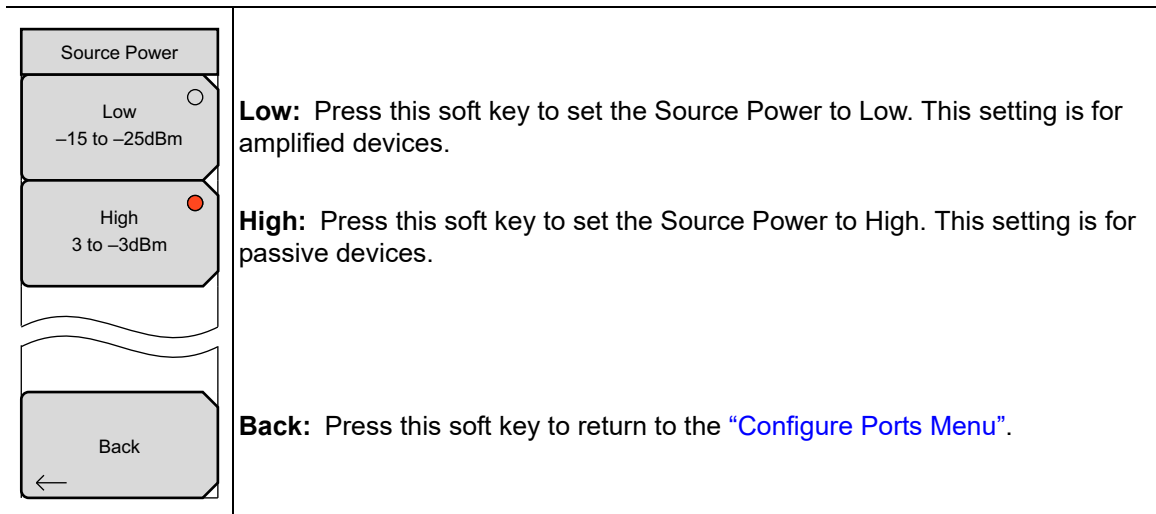 Source Power
Low
–15 to –25dBm
Low: Press this soft key to set the Source Power to Low. This setting is for
amplified devices.
High
3 to –3dBm
High: Press this soft key to set the Source Power to High. This setting is for
passive devices.
Back
Back: Press this soft key to return to the “Configure Ports Menu”.